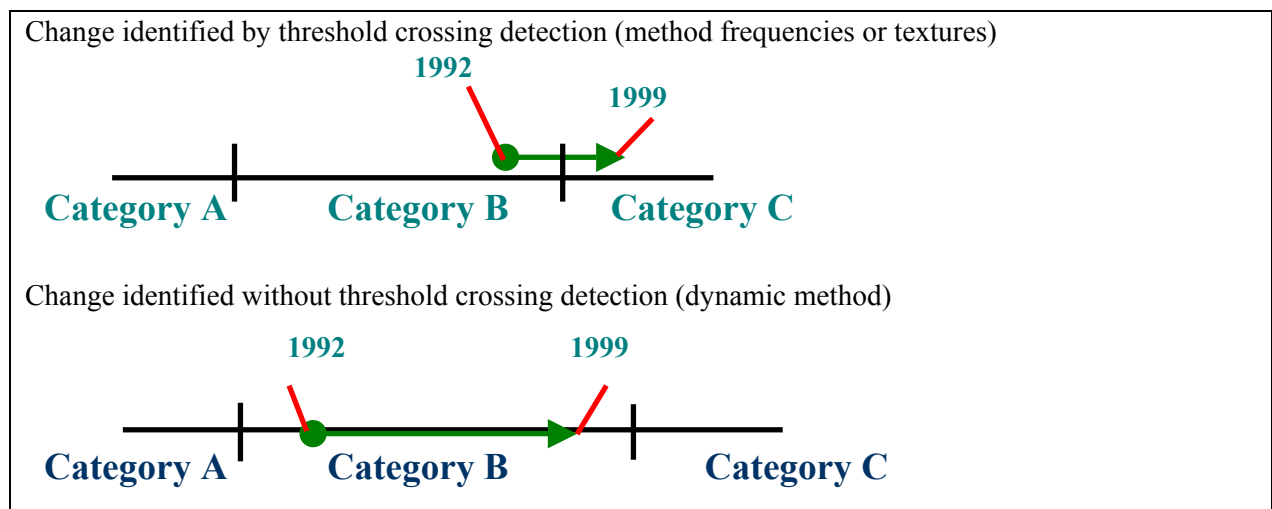 Change identified by threshold crossing detection (method frequencies or textures)
1992
1999
Category A Category B Category C
Change identified without threshold crossing detection (dynamic method)
1992 1999
Category A Category B Category C